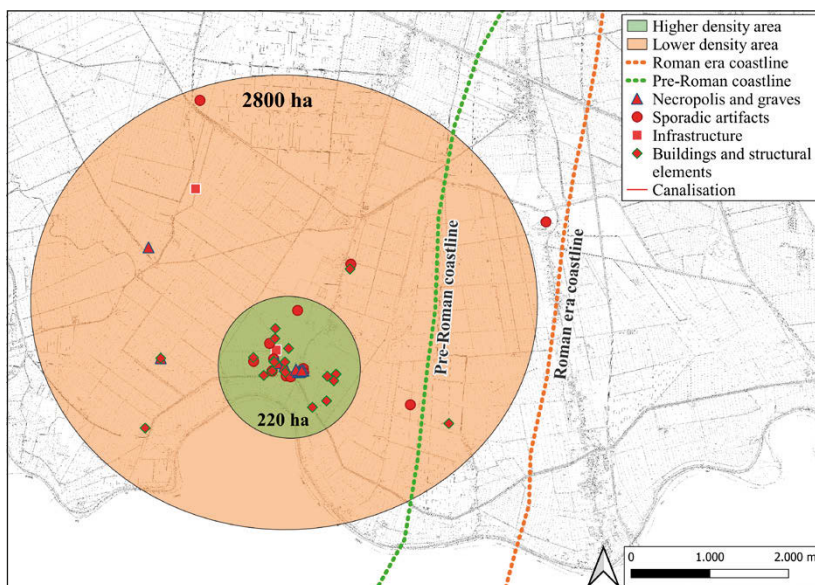 2800 ha
220 ha
Pre-Roman coastline
Roman era coastline
Higher density area
Lower density area
Roman era coastline
Pre-Roman coastline
Necropolis and graves
Sporadic artifacts
Infrastructure
Buildings and structural
elements
Canalisation
0 1.000 2.000 m